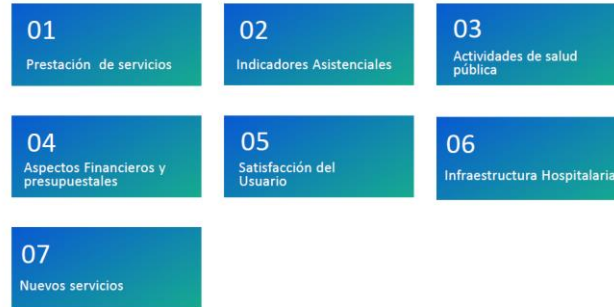 01
Prestación de servicios
02
Indicadores Asistenciales
03
Actividades de salud
pública
04
Aspectos Financieros y
presupuestales
05
Satisfacción del
Usuario
06
Infraestructura Hospitalaria
07
Nuevos servicios